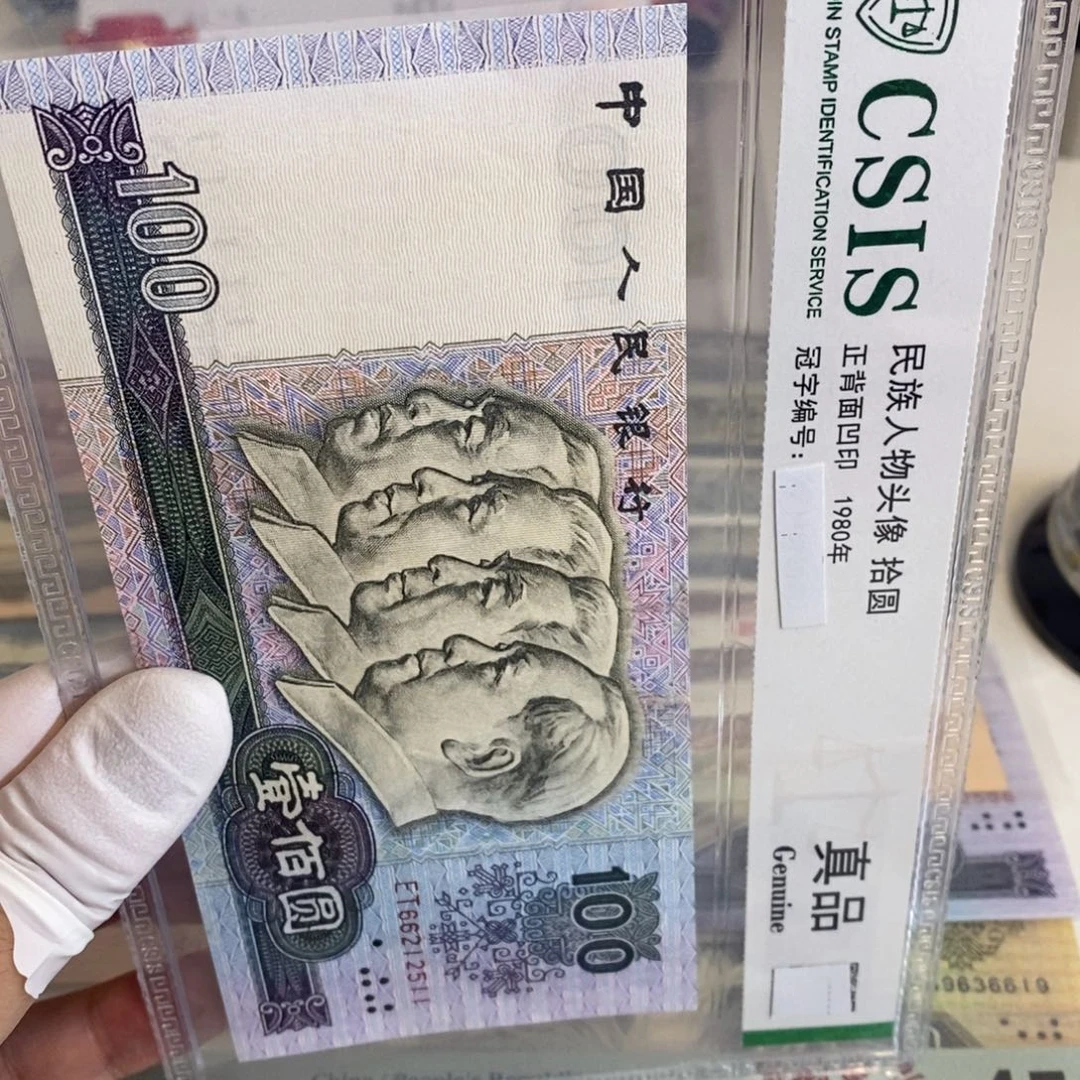 中国人民银行
100
壹佰圆
100
ET66212511
CSIS
IN STAMP IDENTIFICATION SERVICE
民族人物头像 拾圆
正背面凹印 1980年
冠字编号:
真品
Genuine
9636619